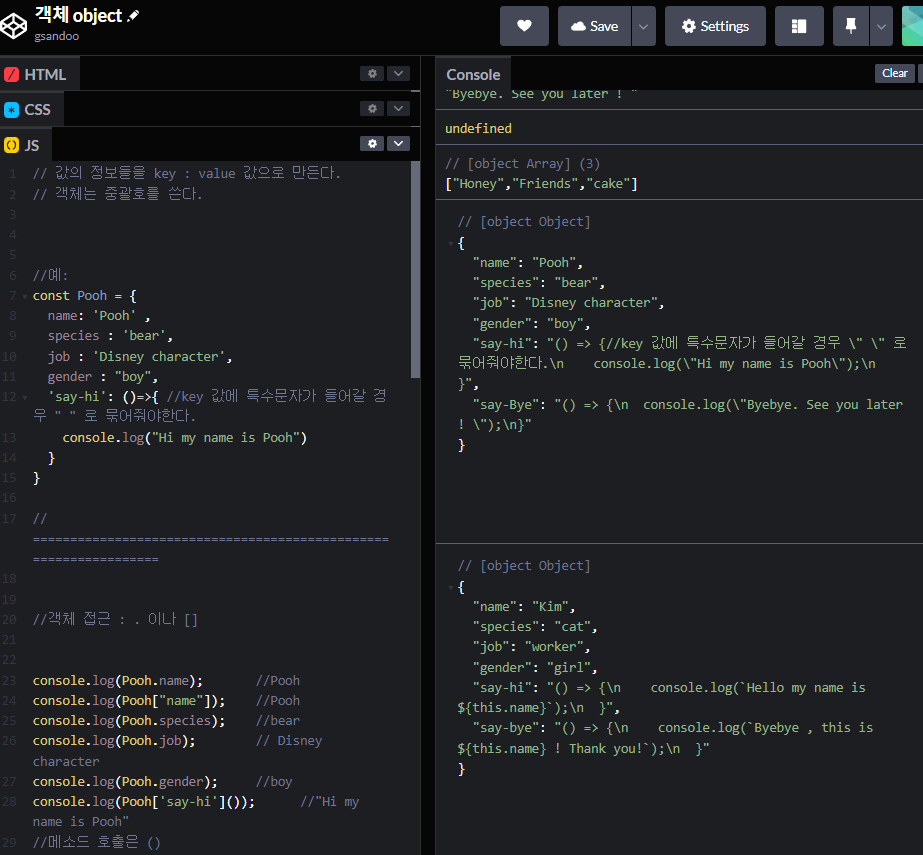 객체 object
gsandoo
Save
Settings
HTML
CSS
JS
1 // 값의 정보들을 key : value 값으로 만든다.
2 // 객체는 중괄호를 쓴다.
3
4
5
6 //예:
7 const Pooh = {
8 name: 'Pooh' ,
9 species : 'bear',
10 job : 'Disney character',
11 gender : "boy",
12 'say-hi': ()=>{ //key 값에 특수문자가 들어갈 경
우 " " 로 묶어줘야한다.
13 console.log("Hi my name is Pooh")
14 }
15 }
16
17 //
================================================
=================
18
19
20 //객체 접근 : . 이나 []
21
22
23 console.log(Pooh.name); //Pooh
24 console.log(Pooh["name"]); //Pooh
25 console.log(Pooh.species); //bear
26 console.log(Pooh.job); // Disney
character
27 console.log(Pooh.gender); //boy
28 console.log(Pooh['say-hi']()); //"Hi my
name is Pooh"
29 //메소드 호출은 ()
Console
Clear
"Byebye. See you later ! "
undefined
// [object Array] (3)
["Honey","Friends","cake"]
// [object Object]
{
"name": "Pooh",
"species": "bear",
"job": "Disney character",
"gender": "boy",
"say-hi": "() => {//key 값에 특수문자가 들어갈 경우 \" \" 로
묶어줘야한다.\n console.log(\"Hi my name is Pooh\");\n
}",
"say-Bye": "() => {\n console.log(\"Byebye. See you later
! \");\n}"
}
// [object Object]
{
"name": "Kim",
"species": "cat",
"job": "worker",
"gender": "girl",
"say-hi": "() => {\n console.log(`Hello my name is
${this.name}`);\n }",
"say-bye": "() => {\n console.log(`Byebye , this is
${this.name} ! Thank you!`);\n }"
}